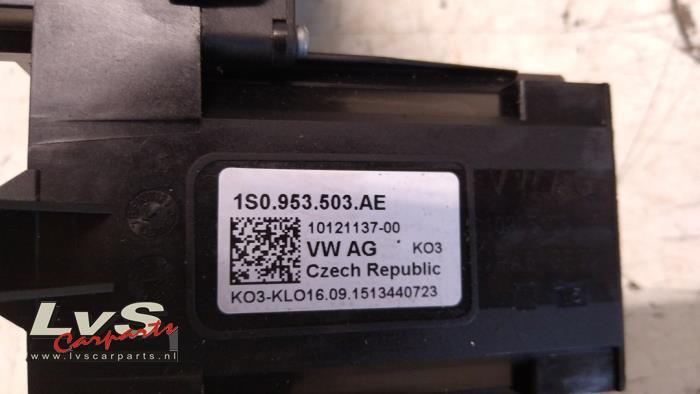 1S0.953.503.AE
10121137-00
VW AG KO3
Czech Republic
KO3-KLO16.09.1513440723
LvS
Carparts
www.lvscarparts.nl